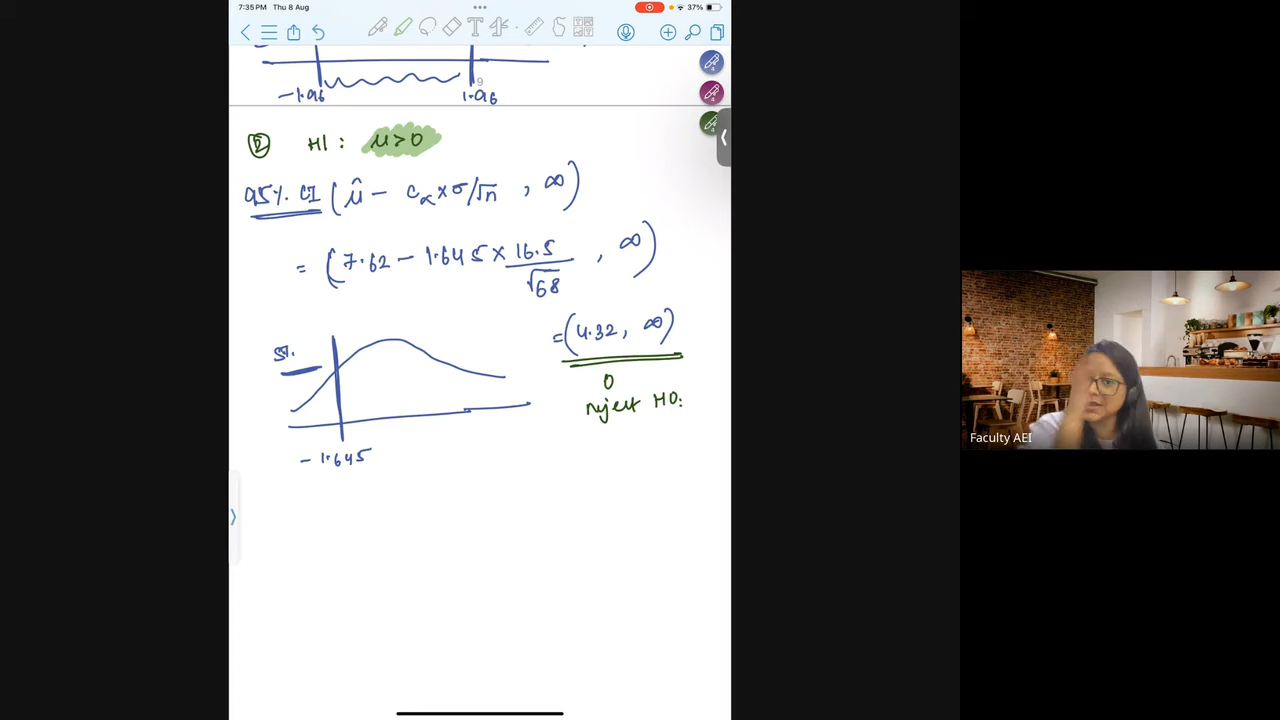 7:35 PM Thu 8 Aug
37%
9
-1.96 1.96
② H1 : μ > 0
95% CI ( μ̂ - cα × σ/√n , ∞ )
= ( 7.62 - 1.645 × 16.5/√68 , ∞ )
= (4.32, ∞)
5%.
0
reject H0:
-1.645
Faculty AEI